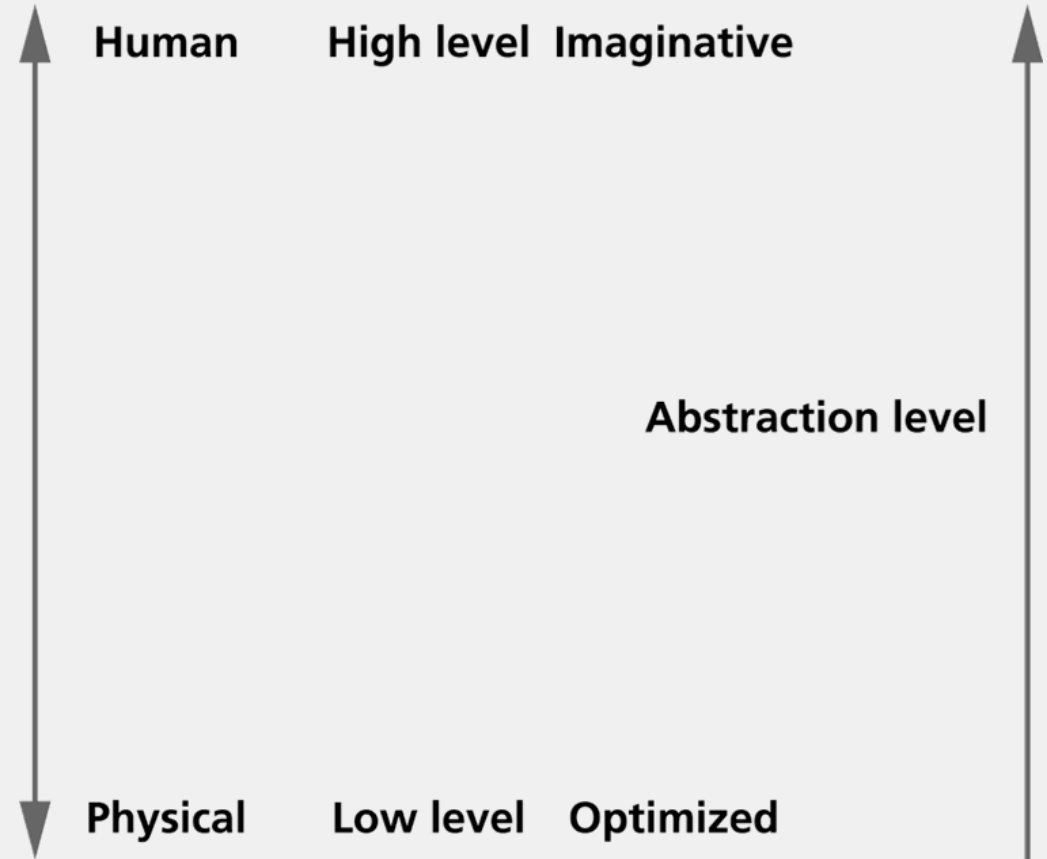 Human High level Imaginative
Abstraction level
Physical Low level Optimized